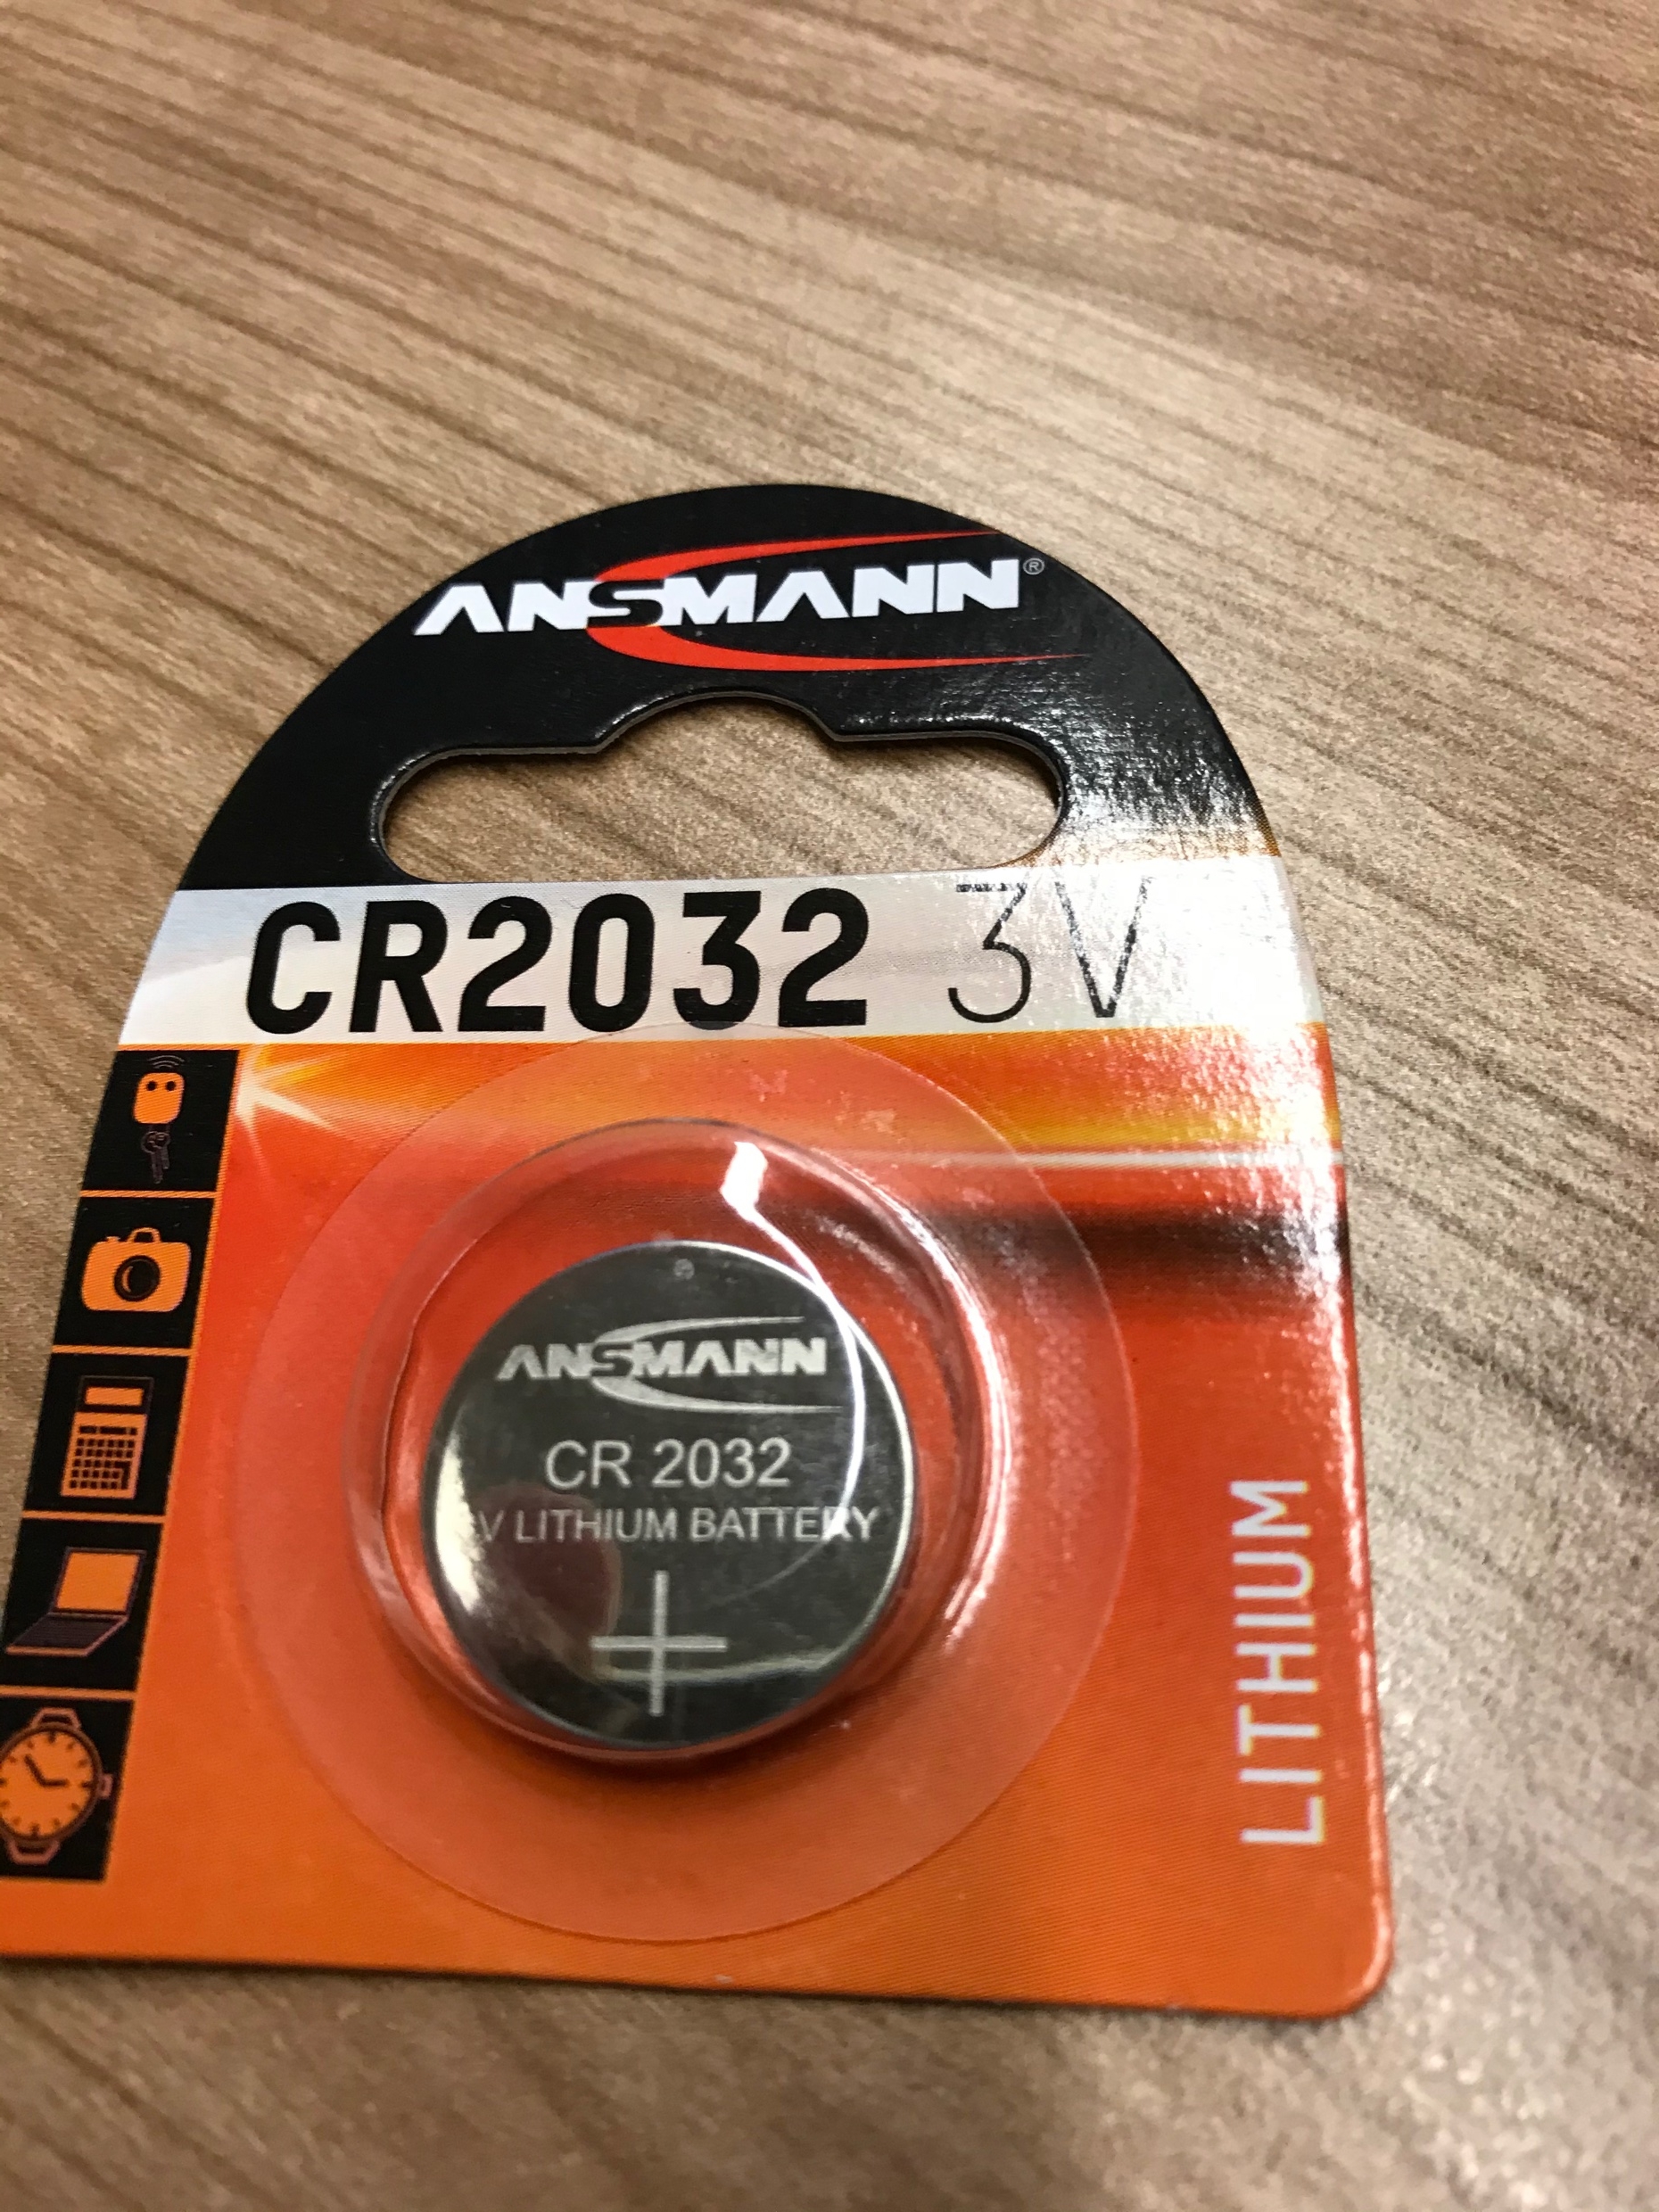 ANSMANN®
CR2032 3V
ANSMANN
CR 2032
V LITHIUM BATTERY
+
LITHIUM